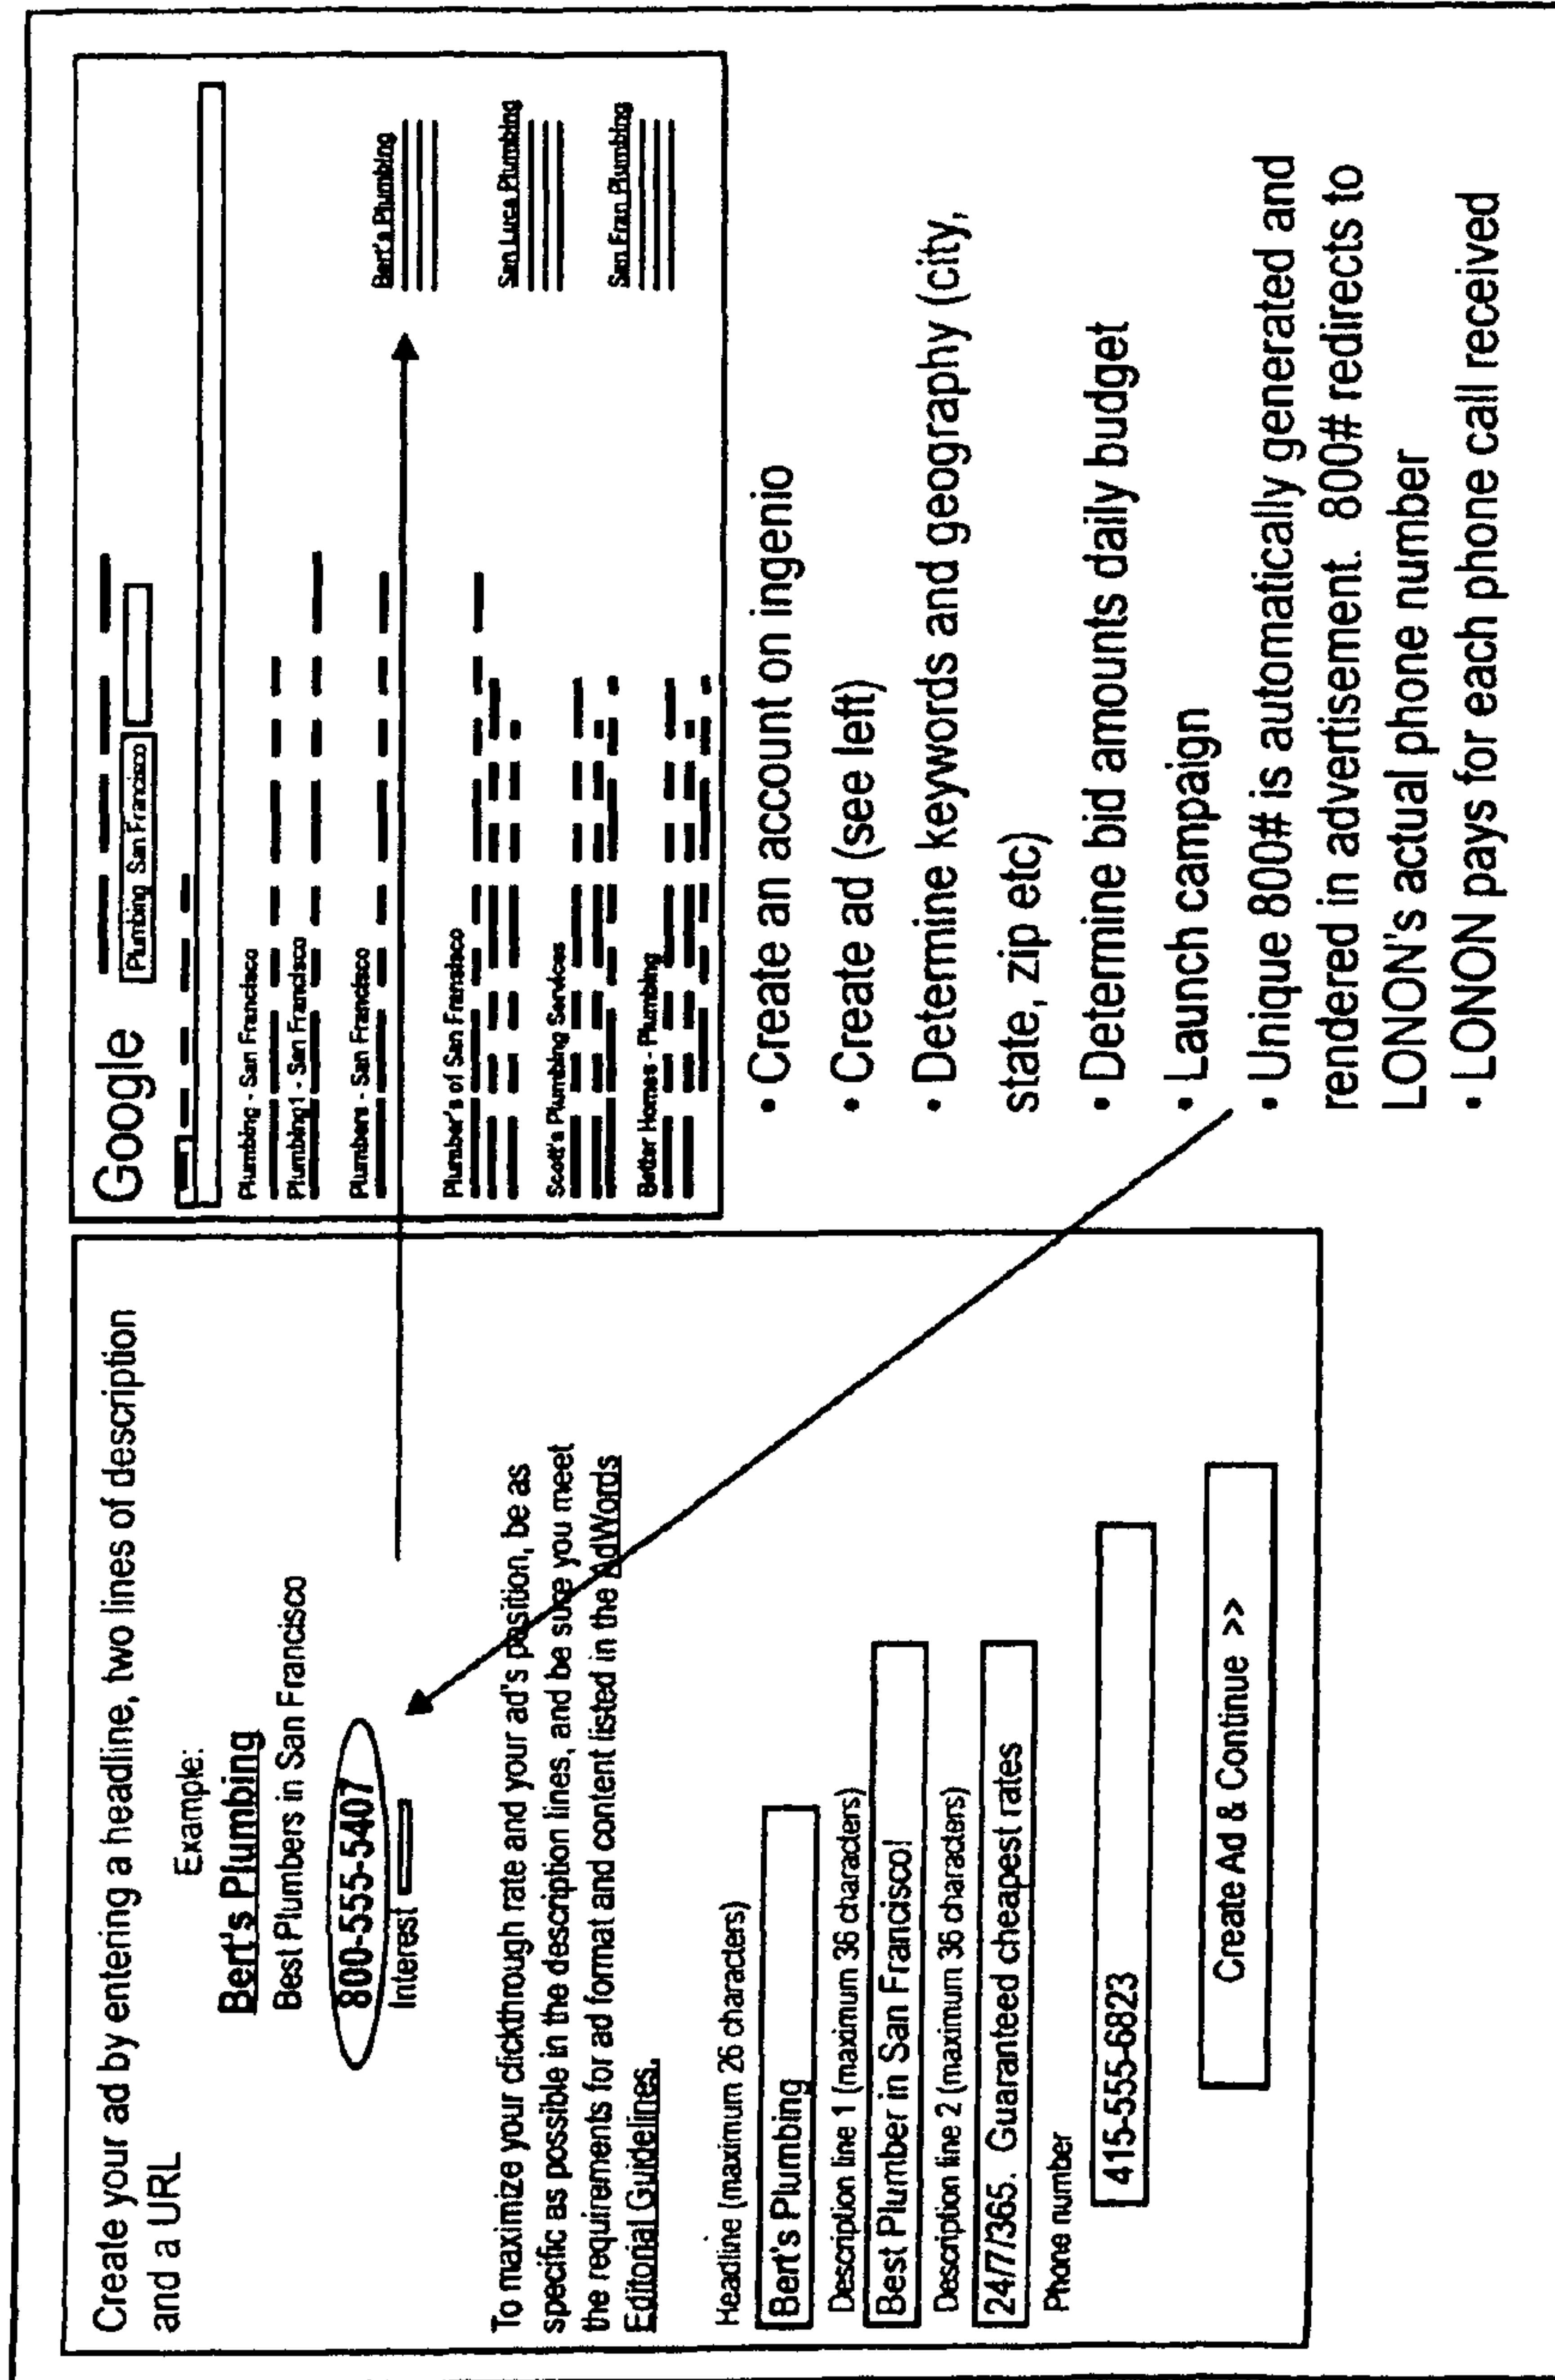 Create your ad by entering a headline, two lines of description
and a URL
Example:
Bert's Plumbing
Best Plumbers in San Francisco
800-555-5407
Interest
To maximize your clickthrough rate and your ad's position, be as
specific as possible in the description lines, and be sure you meet
the requirements for ad format and content listed in the AdWords
Editorial Guidelines.
Headline (maximum 26 characters)
Bert's Plumbing
Description line 1 (maximum 36 characters)
Best Plumber in San Francisco!
Description line 2 (maximum 36 characters)
24/7/365. Guaranteed cheapest rates
Phone number
415-555-6823
Create Ad & Continue >>
Google
Plumbing San Francisco
Plumbing - San Francisco
Plumbing1 - San Francisco
Plumbers - San Francisco
Plumber's of San Fransisco
Scott's Plumbing Services
Better Homes - Plumbing
Bert's Plumbing
San Luca Plumbing
San Fran Plumbing
• Create an account on ingenio
• Create ad (see left)
• Determine keywords and geography (city,
state, zip etc)
• Determine bid amounts daily budget
• Launch campaign
• Unique 800# is automatically generated and
rendered in advertisement. 800# redirects to
LONON's actual phone number
• LONON pays for each phone call received